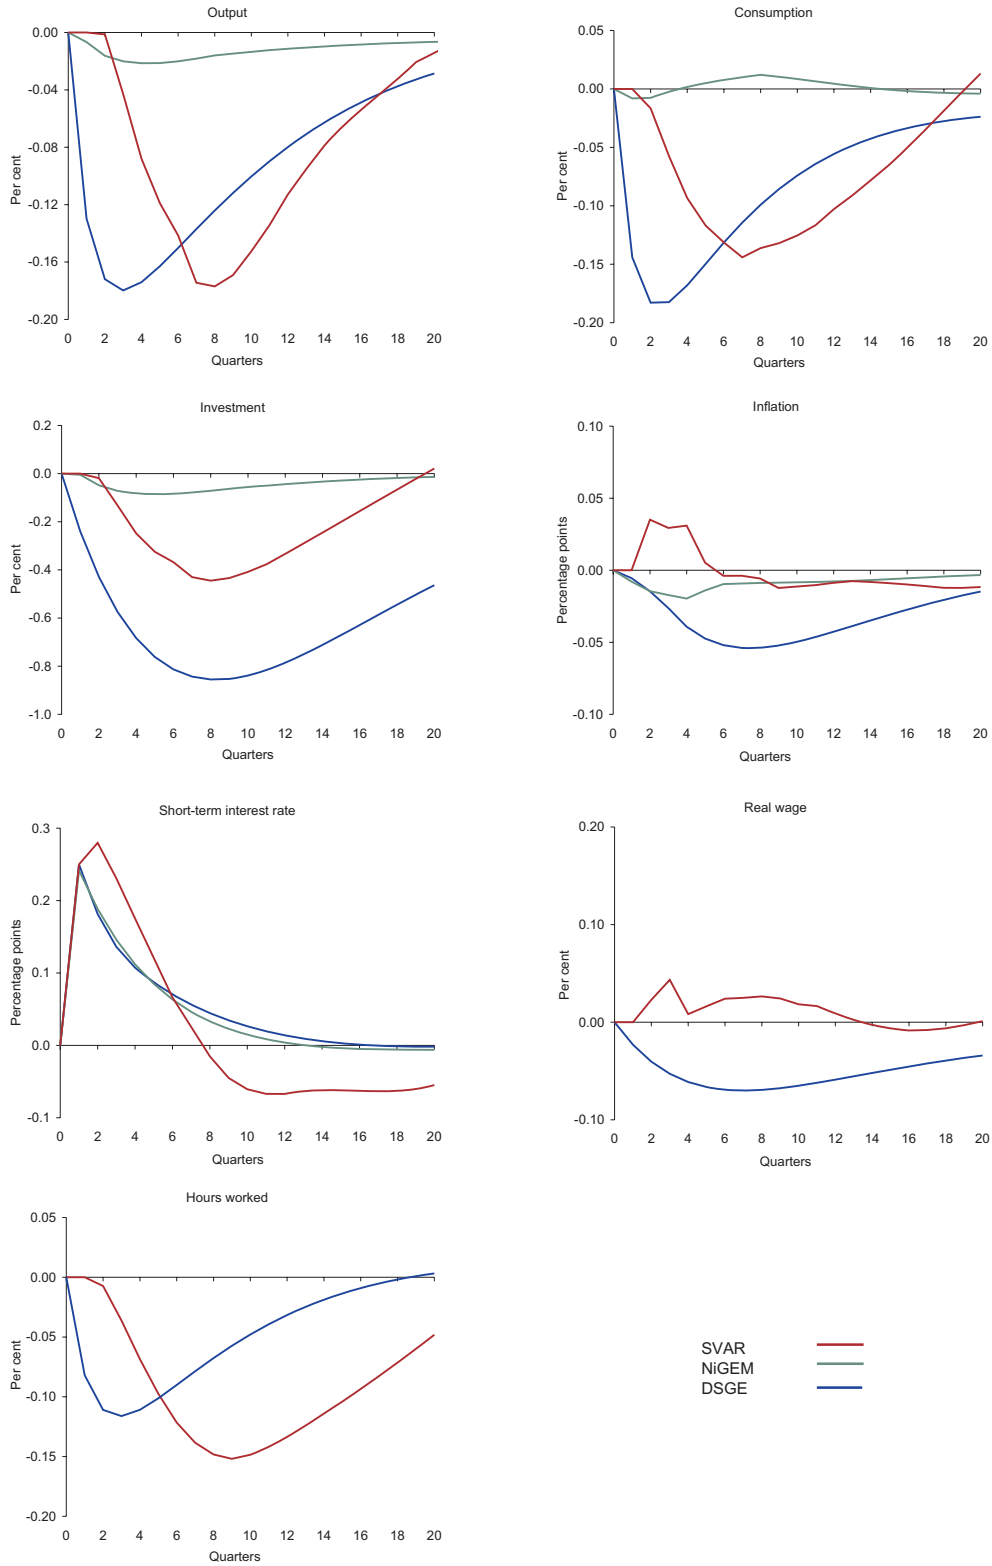 Output
0.00
-0.04
-0.08
-0.12
-0.16
-0.20
Per cent
0 2 4 6 8 10 12 14 16 18 20
Quarters
Consumption
0.05
0.00
-0.05
-0.10
-0.15
-0.20
Per cent
0 2 4 6 8 10 12 14 16 18 20
Quarters
Investment
0.2
0.0
-0.2
-0.4
-0.6
-0.8
-1.0
Per cent
0 2 4 6 8 10 12 14 16 18 20
Quarters
Inflation
0.10
0.05
0.00
-0.05
-0.10
Percentage points
0 2 4 6 8 10 12 14 16 18 20
Quarters
Short-term interest rate
0.3
0.2
0.1
0.0
-0.1
Percentage points
0 2 4 6 8 10 12 14 16 18 20
Quarters
Real wage
0.20
0.10
0.00
-0.10
Per cent
0 2 4 6 8 10 12 14 16 18 20
Quarters
Hours worked
0.05
0.00
-0.05
-0.10
-0.15
-0.20
Per cent
0 2 4 6 8 10 12 14 16 18 20
Quarters
SVAR
NiGEM
DSGE